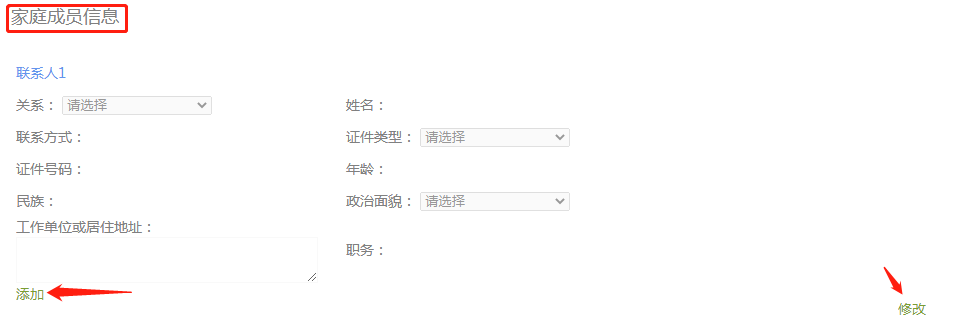 家庭成员信息
联系人1
关系： 请选择 姓名：
联系方式： 证件类型： 请选择
证件号码： 年龄：
民族： 政治面貌： 请选择
工作单位或居住地址：
职务：
添加
修改